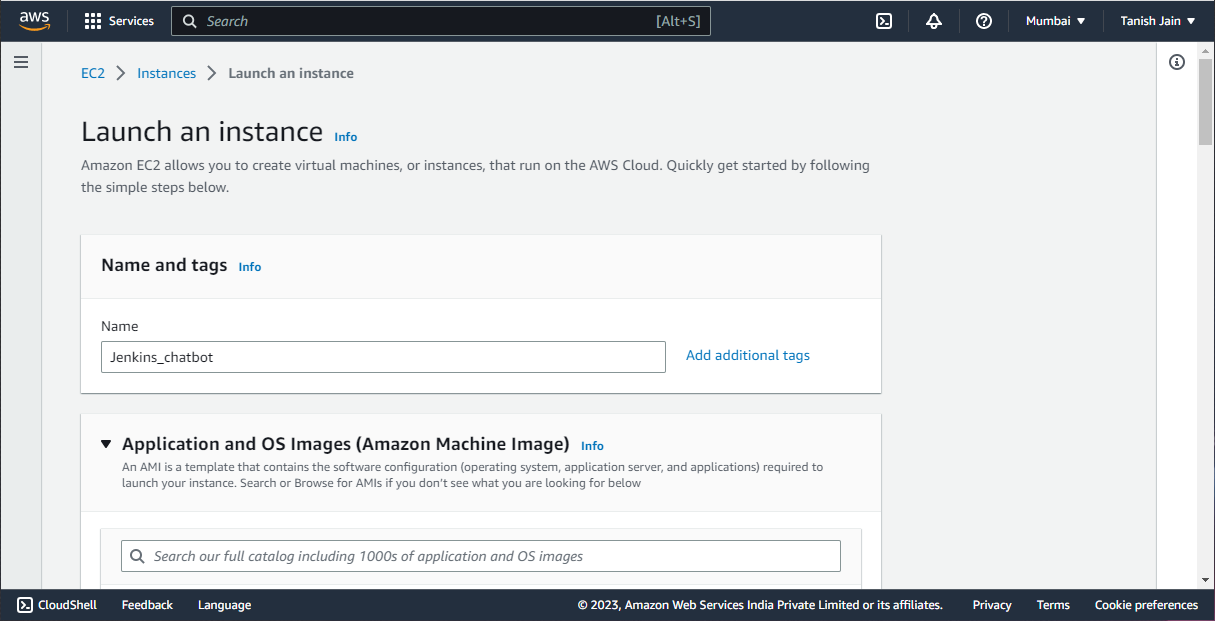 aws
Services
Search
[Alt+S]
Mumbai
Tanish Jain
EC2
Instances
Launch an instance
Launch an instance Info
Amazon EC2 allows you to create virtual machines, or instances, that run on the AWS Cloud. Quickly get started by following
the simple steps below.
Name and tags Info
Name
Jenkins_chatbot
Add additional tags
Application and OS Images (Amazon Machine Image) Info
An AMI is a template that contains the software configuration (operating system, application server, and applications) required to
launch your instance. Search or Browse for AMIs if you don't see what you are looking for below
Search our full catalog including 1000s of application and OS images
CloudShell
Feedback
Language
© 2023, Amazon Web Services India Private Limited or its affiliates.
Privacy
Terms
Cookie preferences